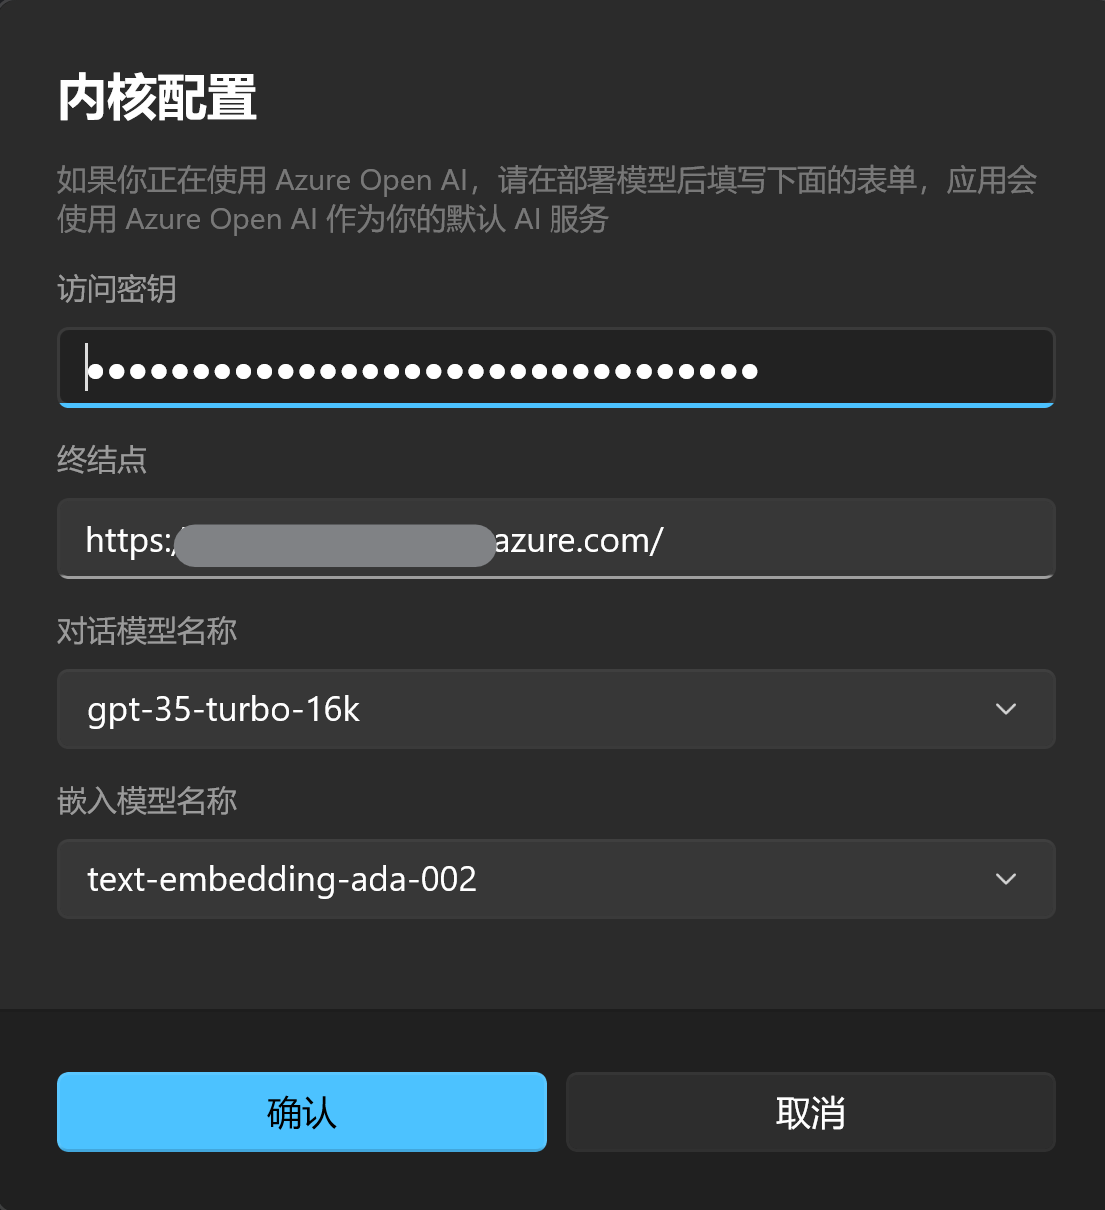 内核配置
如果你正在使用 Azure Open AI，请在部署模型后填写下面的表单，应用会
使用 Azure Open AI 作为你的默认 AI 服务
访问密钥
••••••••••••••••••••••••••••••••
终结点
https:/ azure.com/
对话模型名称
gpt-35-turbo-16k
嵌入模型名称
text-embedding-ada-002
确认
取消